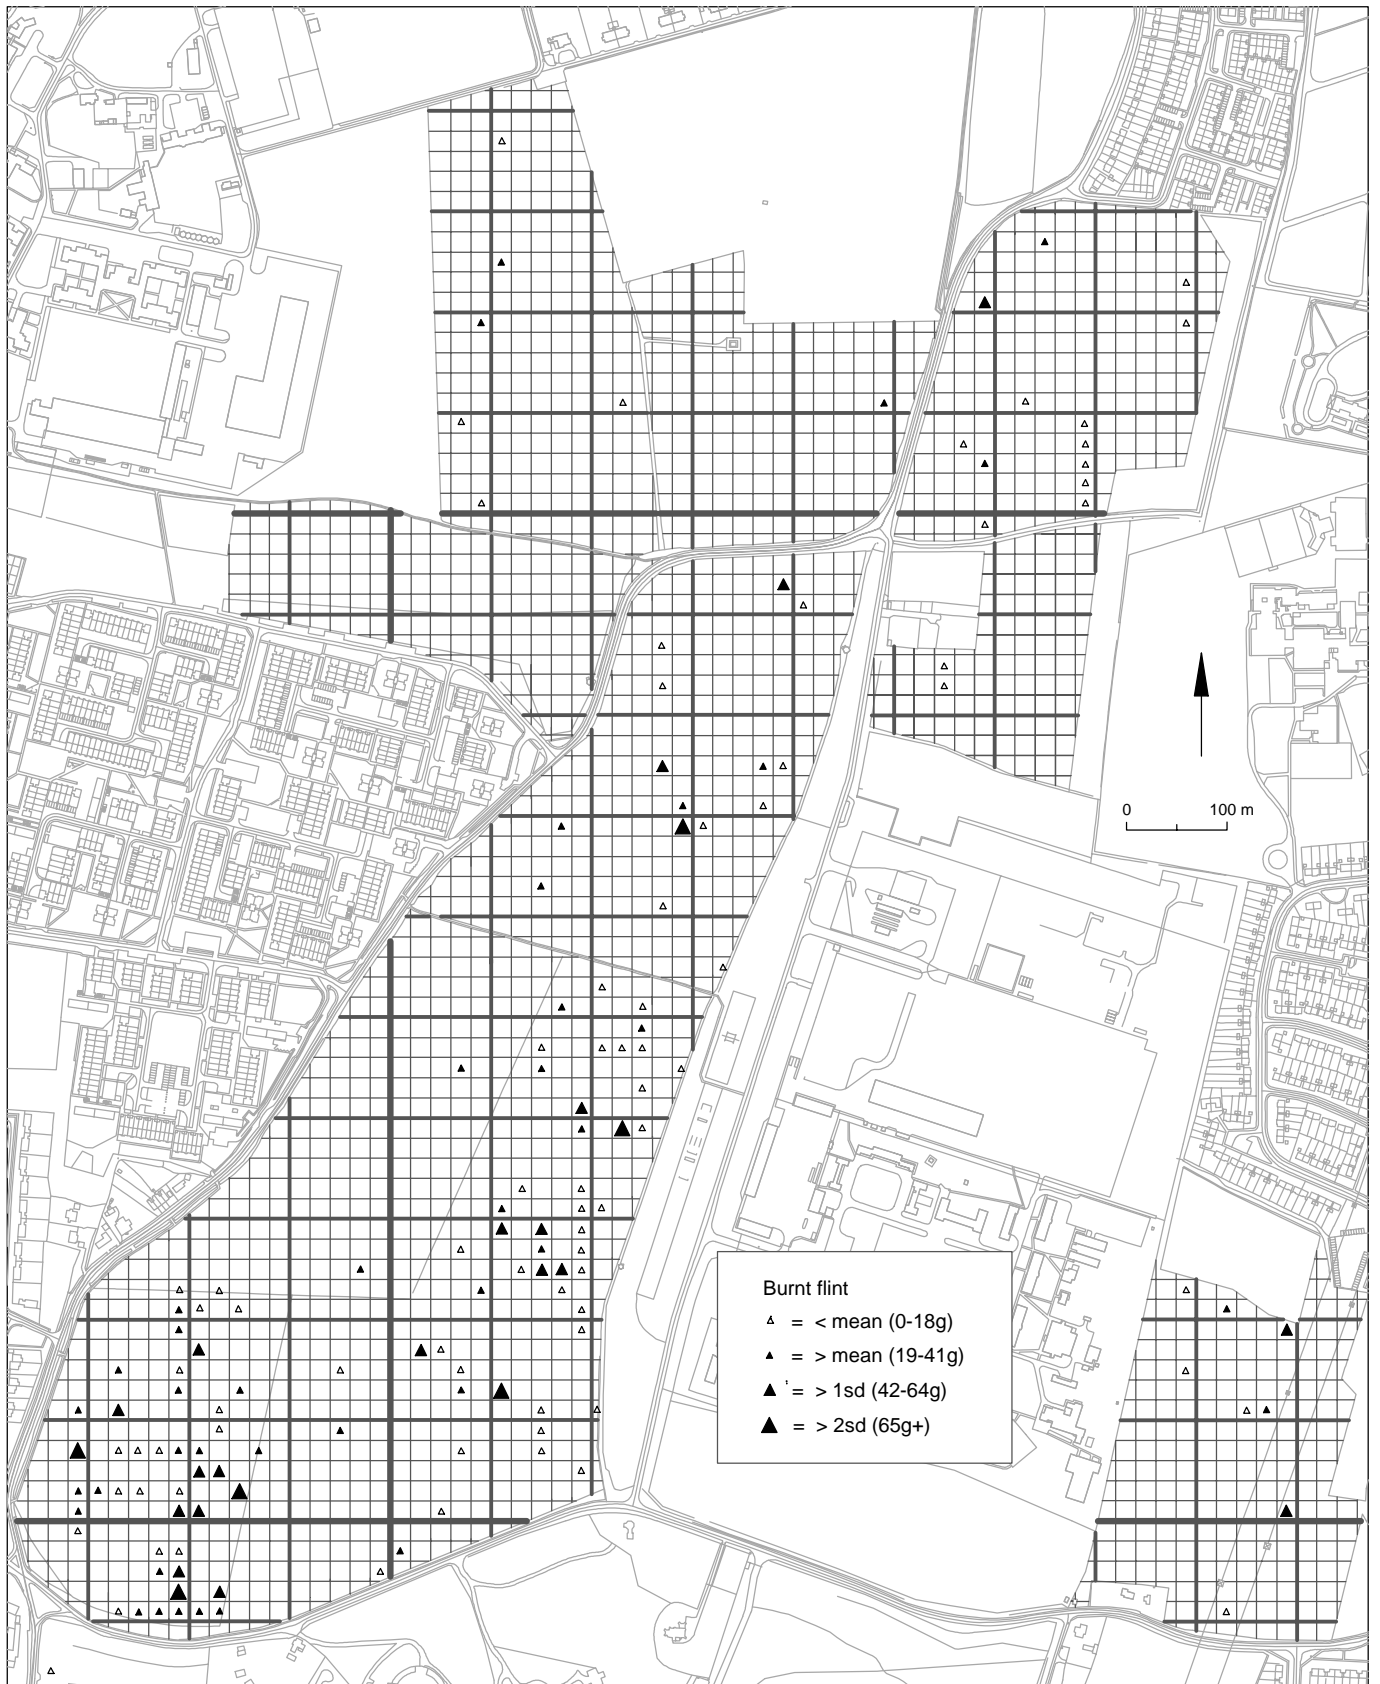 0 100 m
Burnt flint
= < mean (0-18g)
= > mean (19-41g)
= > 1sd (42-64g)
= > 2sd (65g+)